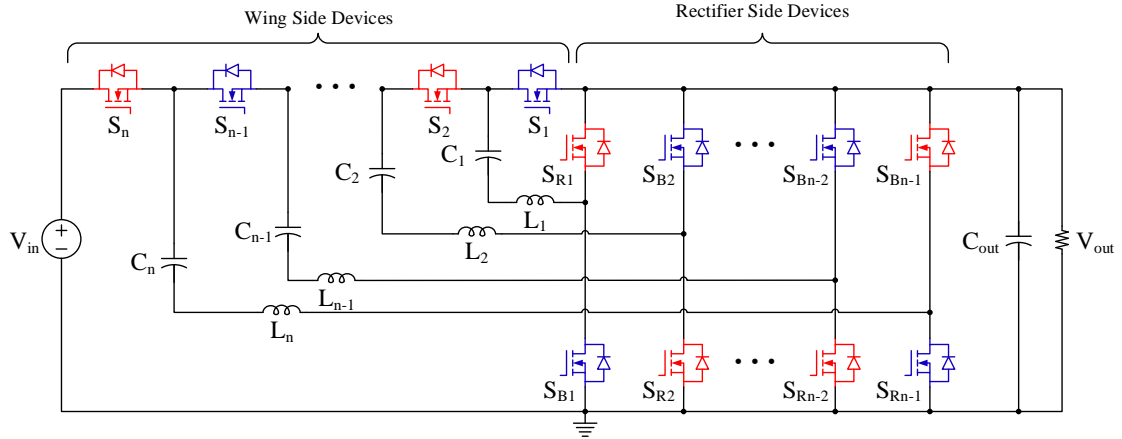 Wing Side Devices
Rectifier Side Devices
Sn
Sn-1
S2
S1
C1
C2
SR1
SB2
SBn-2
SBn-1
L1
L2
Vin
Cn
Cn-1
Ln-1
Ln
Cout
Vout
SB1
SR2
SRn-2
SRn-1